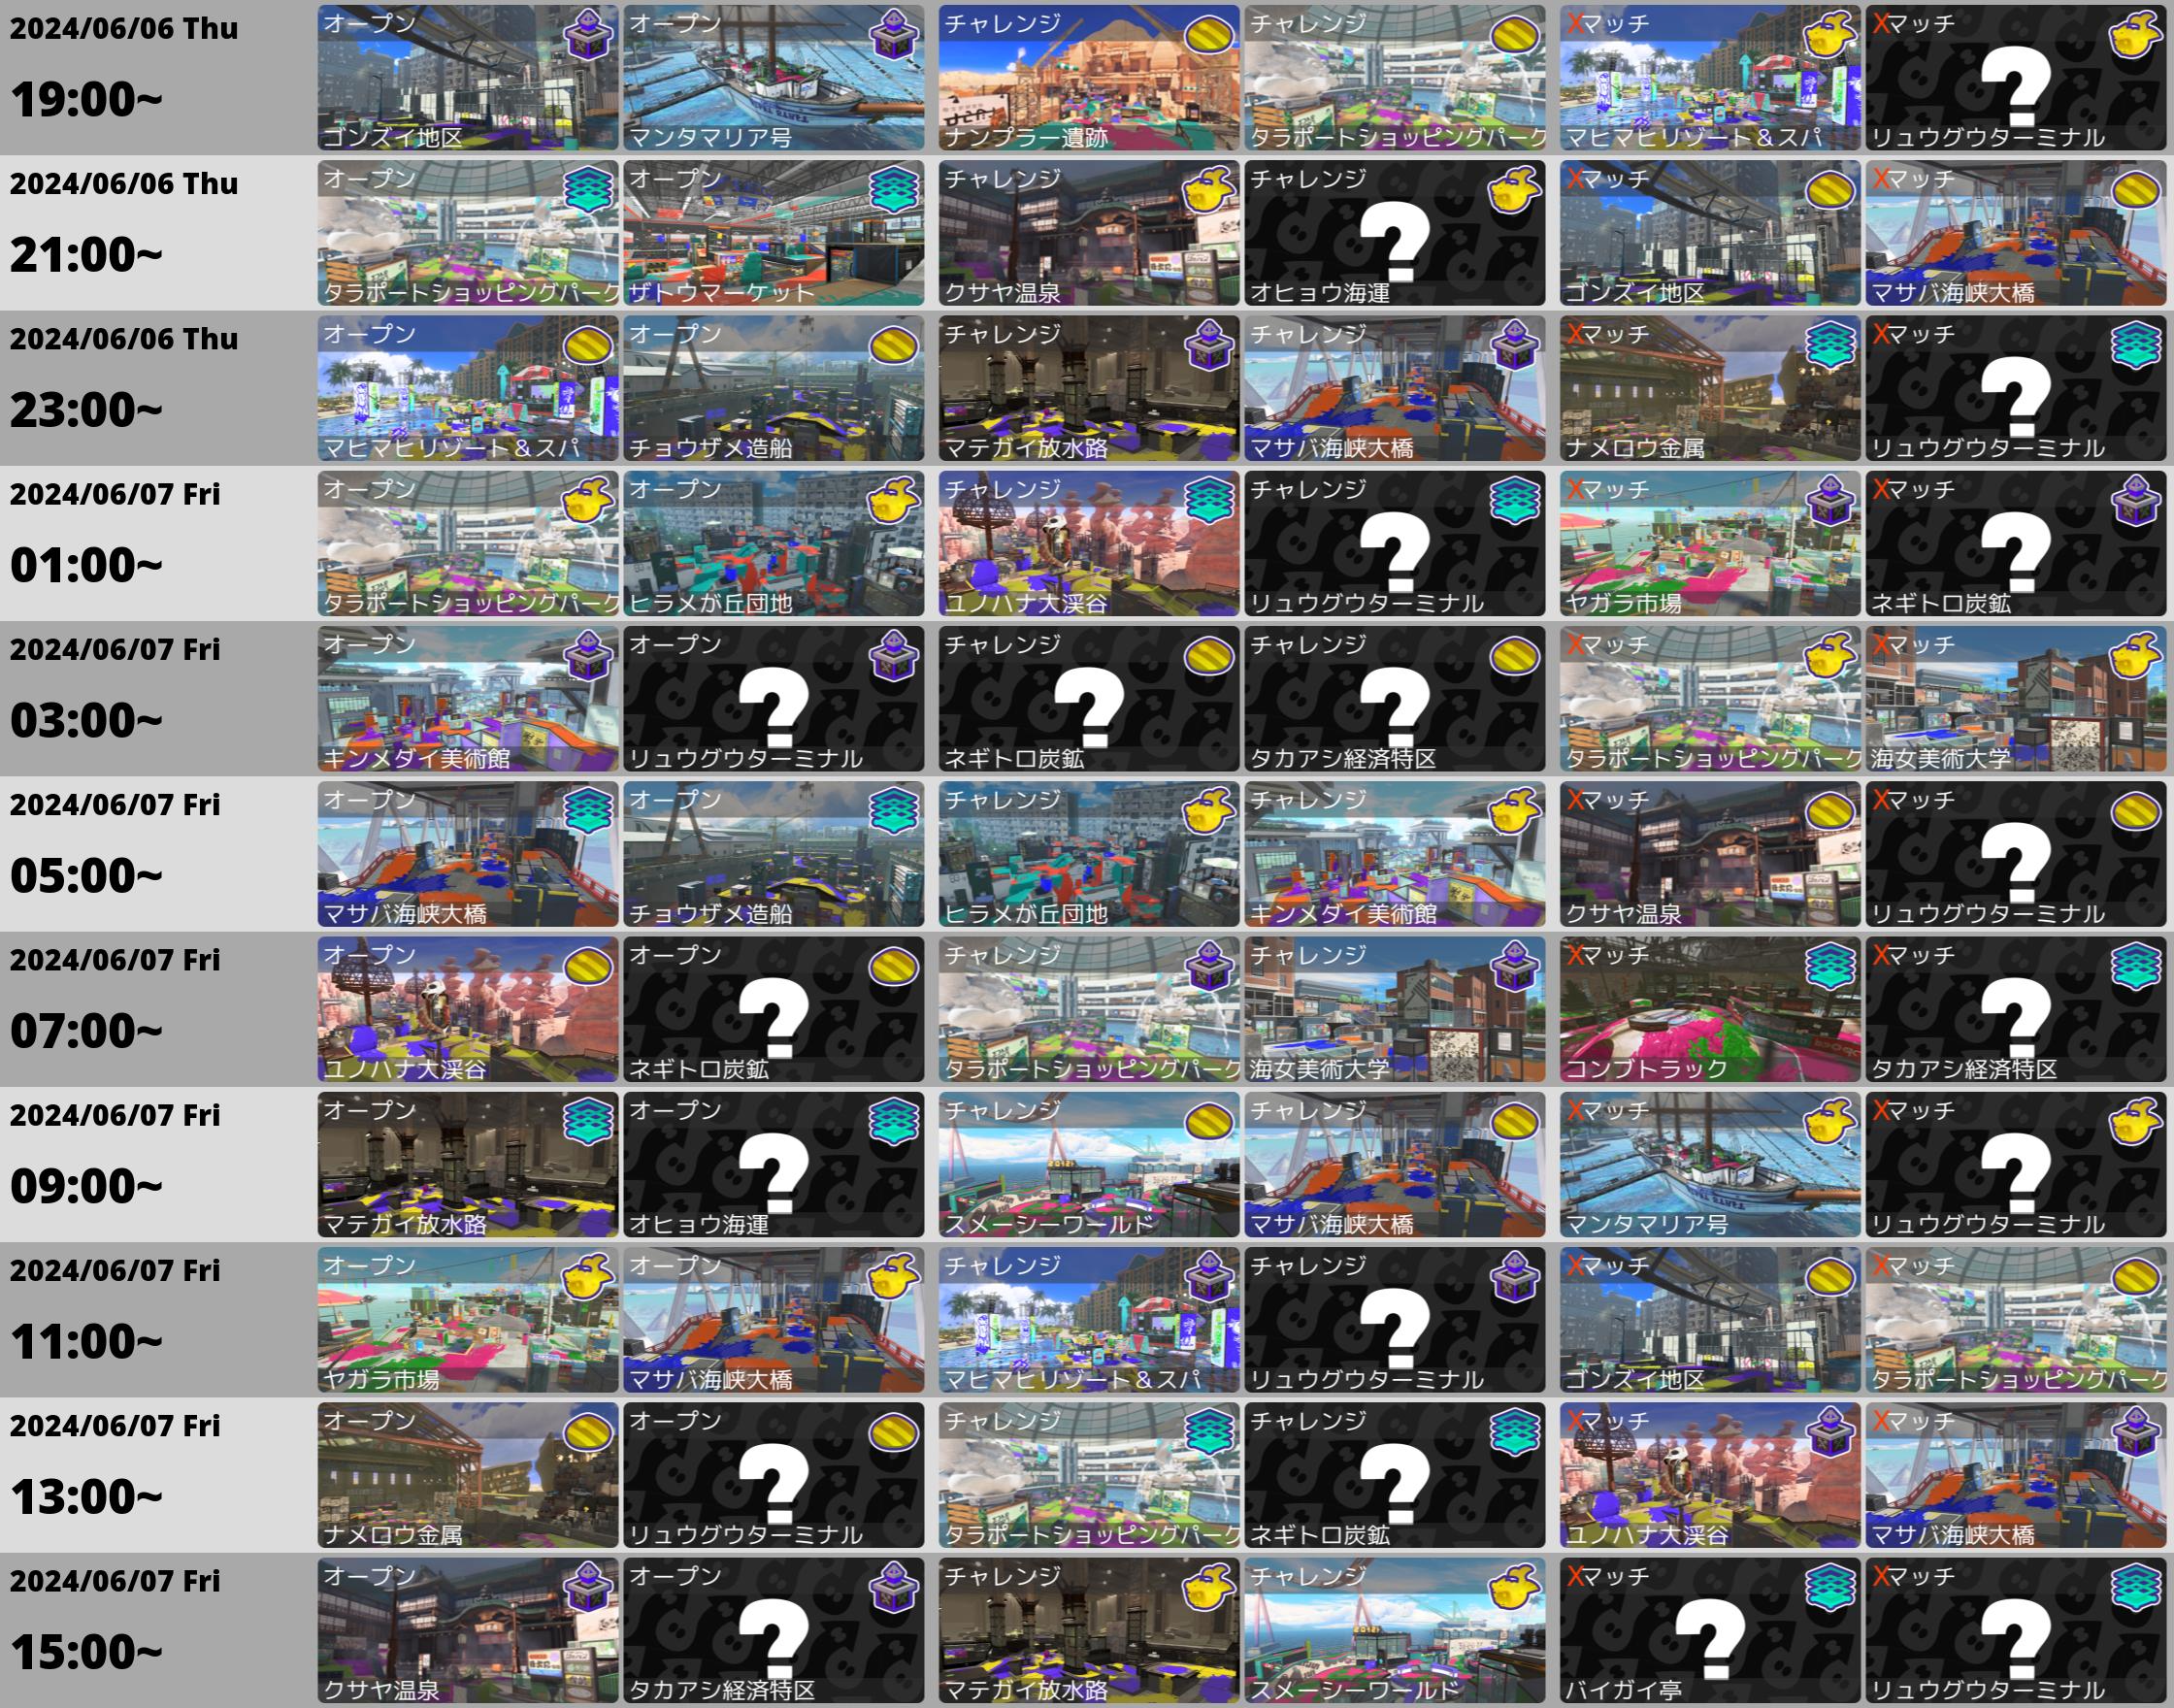 2024/06/06 Thu
19:00~
オープン
ゴンズイ地区
オープン
マンタマリア号
チャレンジ
ナンプラー遺跡
チャレンジ
タラポートショッピングパーク
Xマッチ
マヒマヒリゾート＆スパ
Xマッチ
?
リュウグウターミナル
2024/06/06 Thu
21:00~
オープン
タラポートショッピングパーク
オープン
ザトウマーケット
チャレンジ
クサヤ温泉
チャレンジ
?
オヒョウ海運
Xマッチ
ゴンズイ地区
Xマッチ
マサバ海峡大橋
2024/06/06 Thu
23:00~
オープン
マヒマヒリゾート＆スパ
オープン
チョウザメ造船
チャレンジ
マテガイ放水路
チャレンジ
マサバ海峡大橋
Xマッチ
ナメロウ金属
Xマッチ
?
リュウグウターミナル
2024/06/07 Fri
01:00~
オープン
タラポートショッピングパーク
オープン
ヒラメが丘団地
チャレンジ
ユノハナ大渓谷
チャレンジ
?
リュウグウターミナル
Xマッチ
ヤガラ市場
Xマッチ
?
ネギトロ炭鉱
2024/06/07 Fri
03:00~
オープン
キンメダイ美術館
オープン
?
リュウグウターミナル
チャレンジ
?
ネギトロ炭鉱
チャレンジ
?
タカアシ経済特区
Xマッチ
タラポートショッピングパーク
Xマッチ
海女美術大学
2024/06/07 Fri
05:00~
オープン
マサバ海峡大橋
オープン
チョウザメ造船
チャレンジ
ヒラメが丘団地
チャレンジ
キンメダイ美術館
Xマッチ
クサヤ温泉
Xマッチ
?
リュウグウターミナル
2024/06/07 Fri
07:00~
オープン
ユノハナ大渓谷
オープン
?
ネギトロ炭鉱
チャレンジ
タラポートショッピングパーク
チャレンジ
海女美術大学
Xマッチ
コンブトラック
Xマッチ
?
タカアシ経済特区
2024/06/07 Fri
09:00~
オープン
マテガイ放水路
オープン
?
オヒョウ海運
チャレンジ
スメーシーワールド
チャレンジ
マサバ海峡大橋
Xマッチ
マンタマリア号
Xマッチ
?
リュウグウターミナル
2024/06/07 Fri
11:00~
オープン
ヤガラ市場
オープン
マサバ海峡大橋
チャレンジ
マヒマヒリゾート＆スパ
チャレンジ
?
リュウグウターミナル
Xマッチ
ゴンズイ地区
Xマッチ
タラポートショッピングパーク
2024/06/07 Fri
13:00~
オープン
ナメロウ金属
オープン
?
リュウグウターミナル
チャレンジ
タラポートショッピングパーク
チャレンジ
?
ネギトロ炭鉱
Xマッチ
ユノハナ大渓谷
Xマッチ
マサバ海峡大橋
2024/06/07 Fri
15:00~
オープン
クサヤ温泉
オープン
?
タカアシ経済特区
チャレンジ
マテガイ放水路
チャレンジ
スメーシーワールド
Xマッチ
?
バイガイ亭
Xマッチ
?
リュウグウターミナル